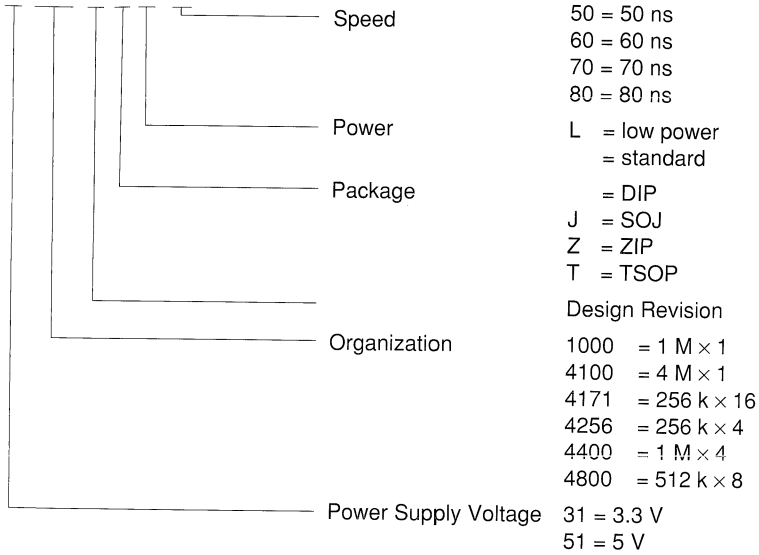 Speed 50 = 50 ns
60 = 60 ns
70 = 70 ns
80 = 80 ns
Power L = low power
= standard
Package = DIP
J = SOJ
Z = ZIP
T = TSOP
Design Revision
Organization 1000 = 1 M × 1
4100 = 4 M × 1
4171 = 256 k × 16
4256 = 256 k × 4
4400 = 1 M × 4
4800 = 512 k × 8
Power Supply Voltage 31 = 3.3 V
51 = 5 V